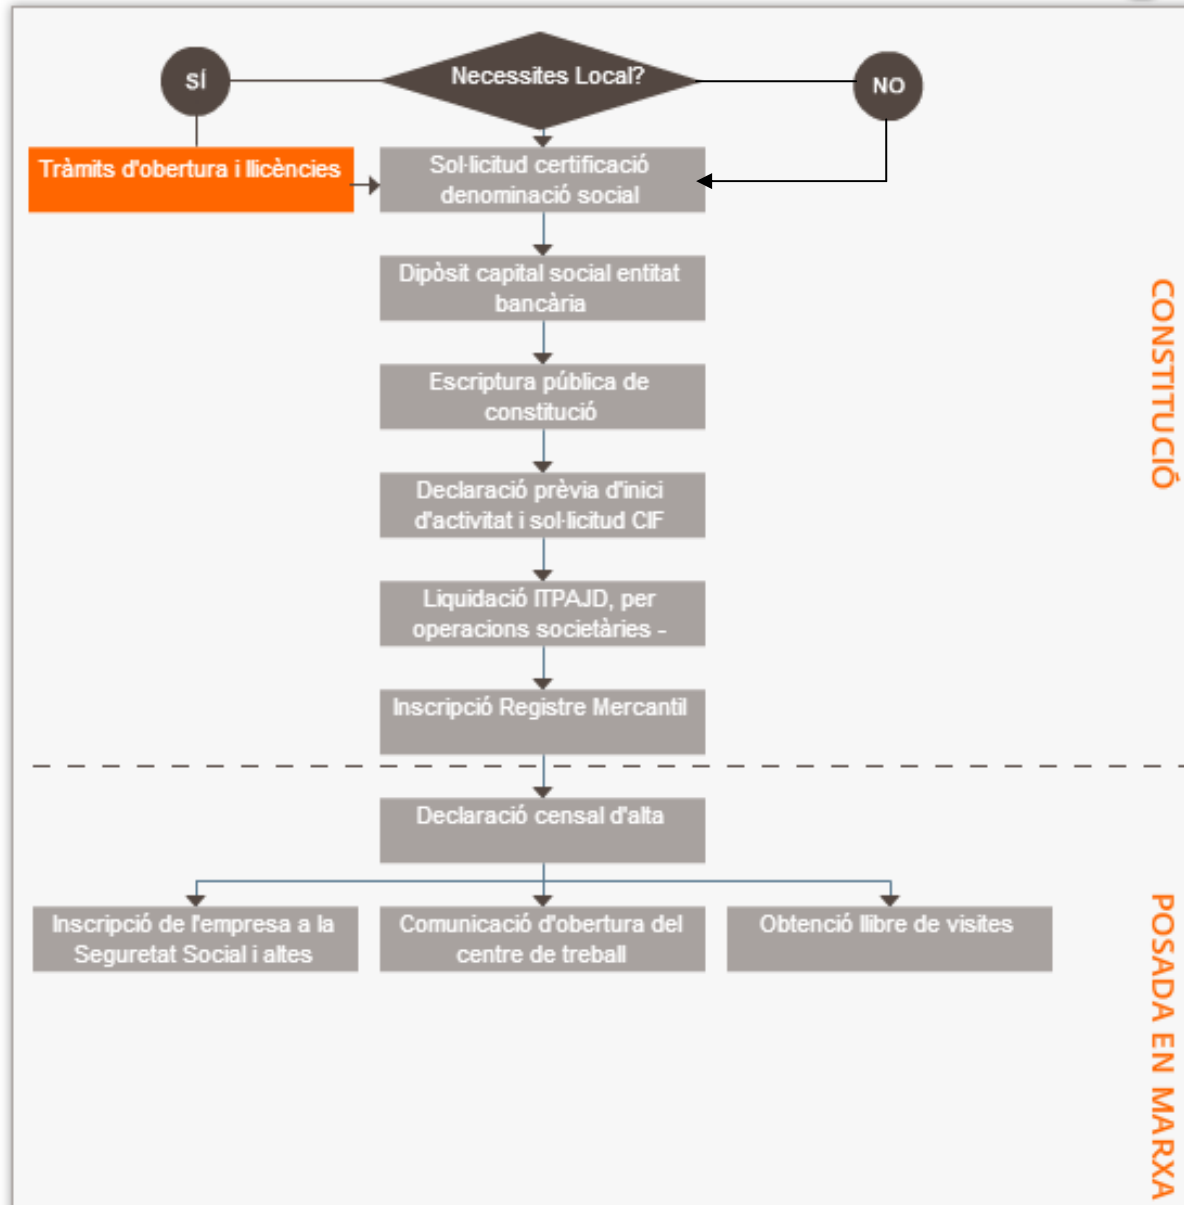 Necessites Local?
SÍ
NO
Tràmits d'obertura i llicències
Sol·licitud certificació
denominació social
Dipòsit capital social entitat
bancària
Escriptura pública de
constitució
Declaració prèvia d'inici
d'activitat i sol·licitud CIF
Liquidació ITPAJD, per
operacions societàries -
Inscripció Registre Mercantil
CONSTITUCIÓ
Declaració censal d'alta
Inscripció de l'empresa a la
Seguretat Social i altes
Comunicació d'obertura del
centre de treball
Obtenció llibre de visites
POSADA EN MARXA